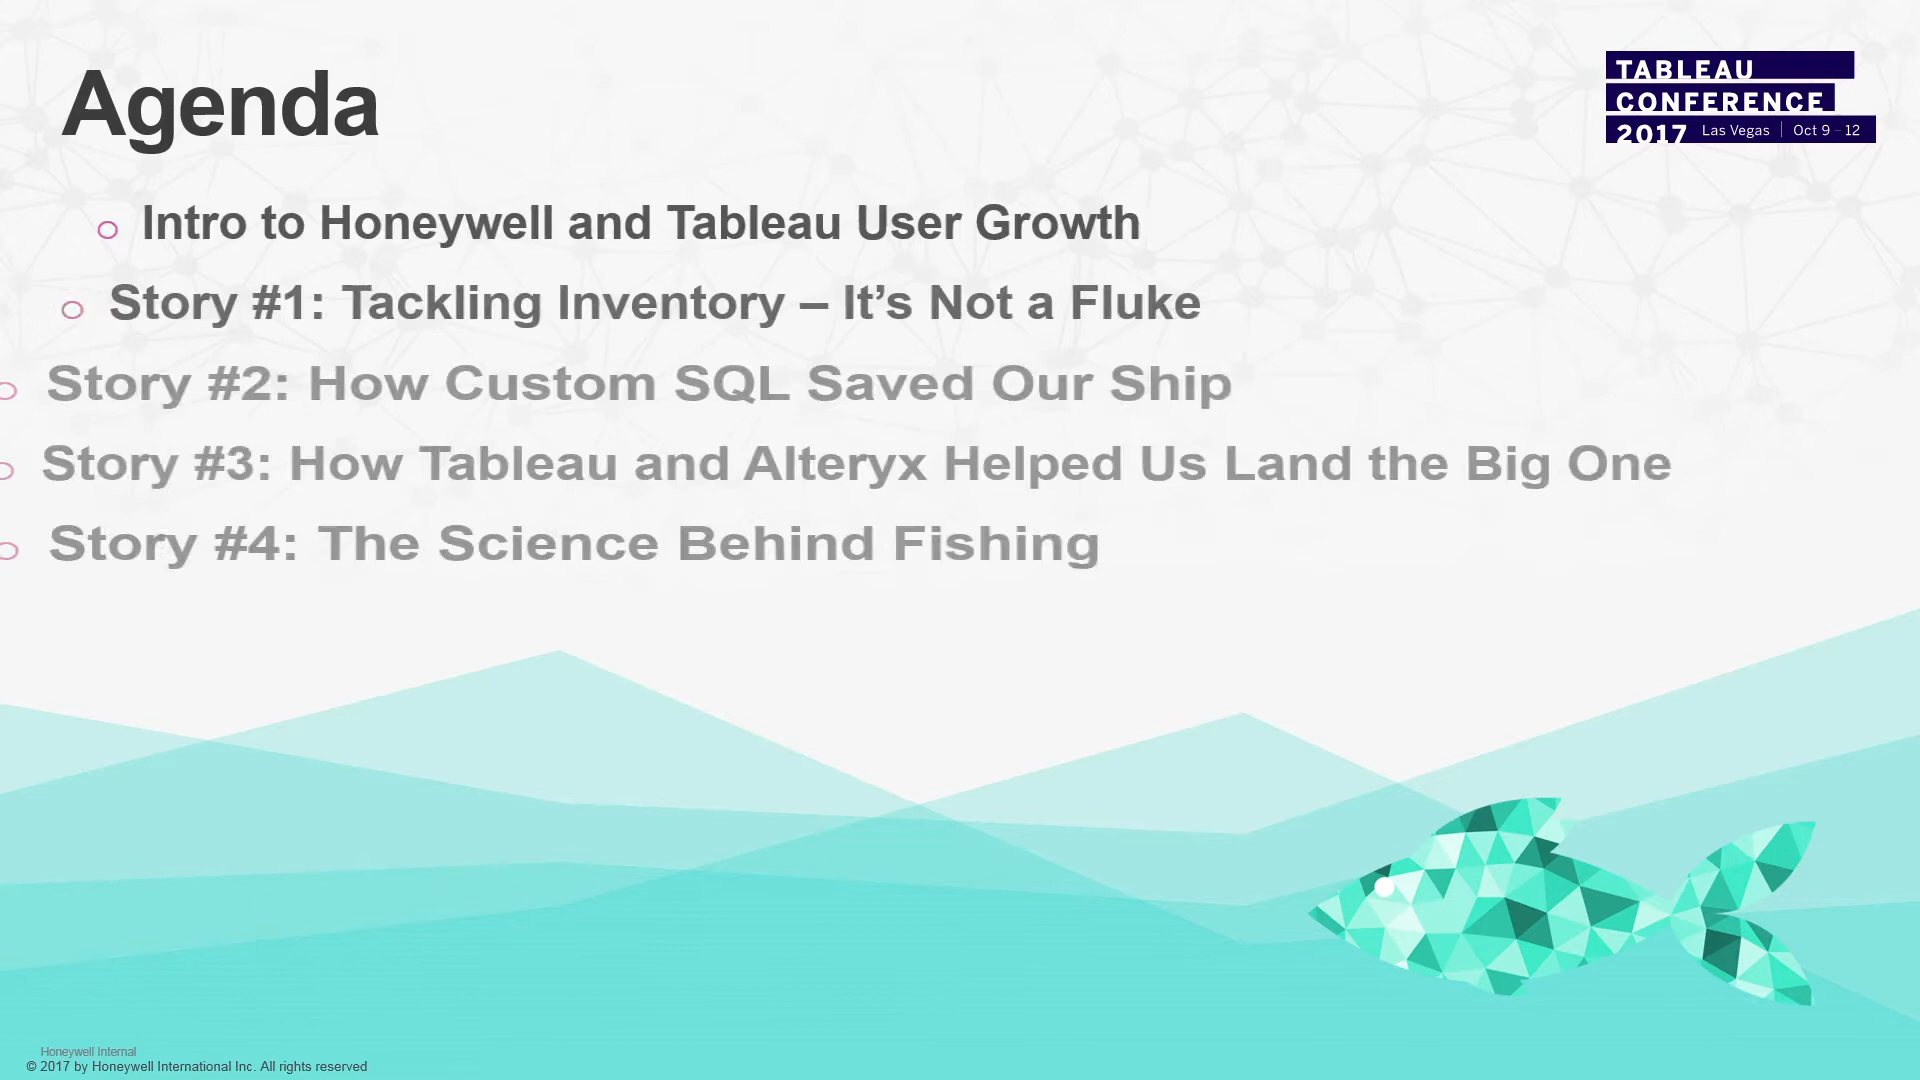 Agenda
TABLEAU
CONFERENCE
2017 Las Vegas | Oct 9 – 12
Intro to Honeywell and Tableau User Growth
Story #1: Tackling Inventory – It’s Not a Fluke
Story #2: How Custom SQL Saved Our Ship
Story #3: How Tableau and Alteryx Helped Us Land the Big One
Story #4: The Science Behind Fishing
Honeywell Internal
© 2017 by Honeywell International Inc. All rights reserved